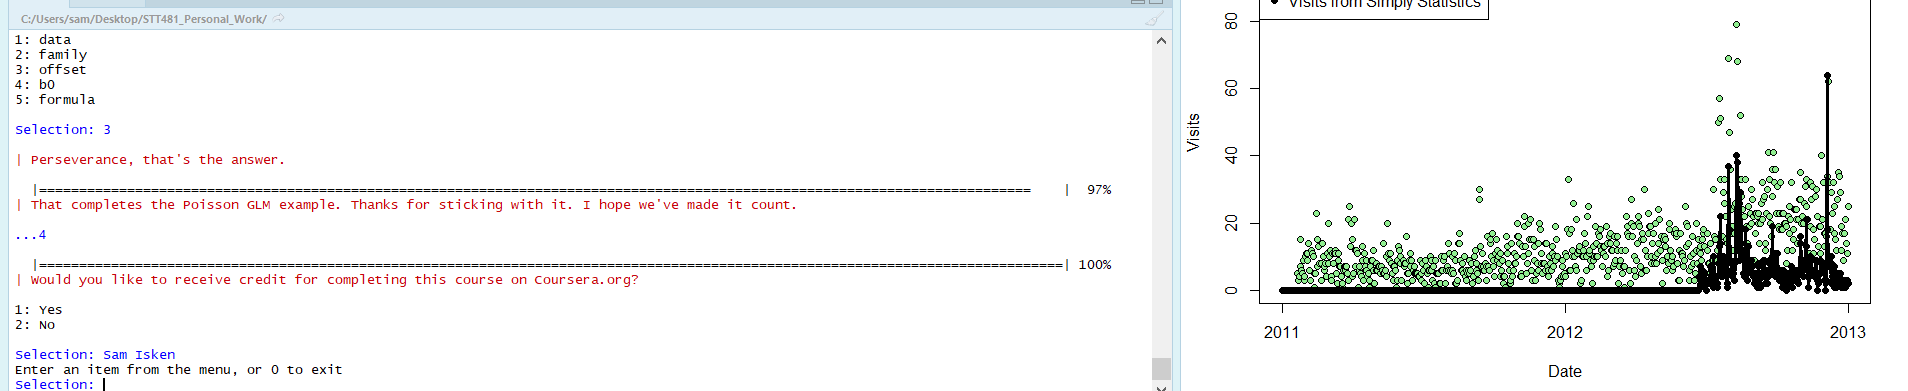 C:/Users/sam/Desktop/STT481_Personal_Work/
1: data
2: family
3: offset
4: b0
5: formula
Selection: 3
| Perseverance, that's the answer.
|==========================================================================================================================| 97%
| That completes the Poisson GLM example. Thanks for sticking with it. I hope we've made it count.
...4
|================================================================================================================================| 100%
| Would you like to receive credit for completing this course on Coursera.org?
1: Yes
2: No
Selection: Sam Isken
Enter an item from the menu, or 0 to exit
Selection:
Visits from Simply Statistics
80
60
40
20
0
Visits
2011 2012 2013
Date